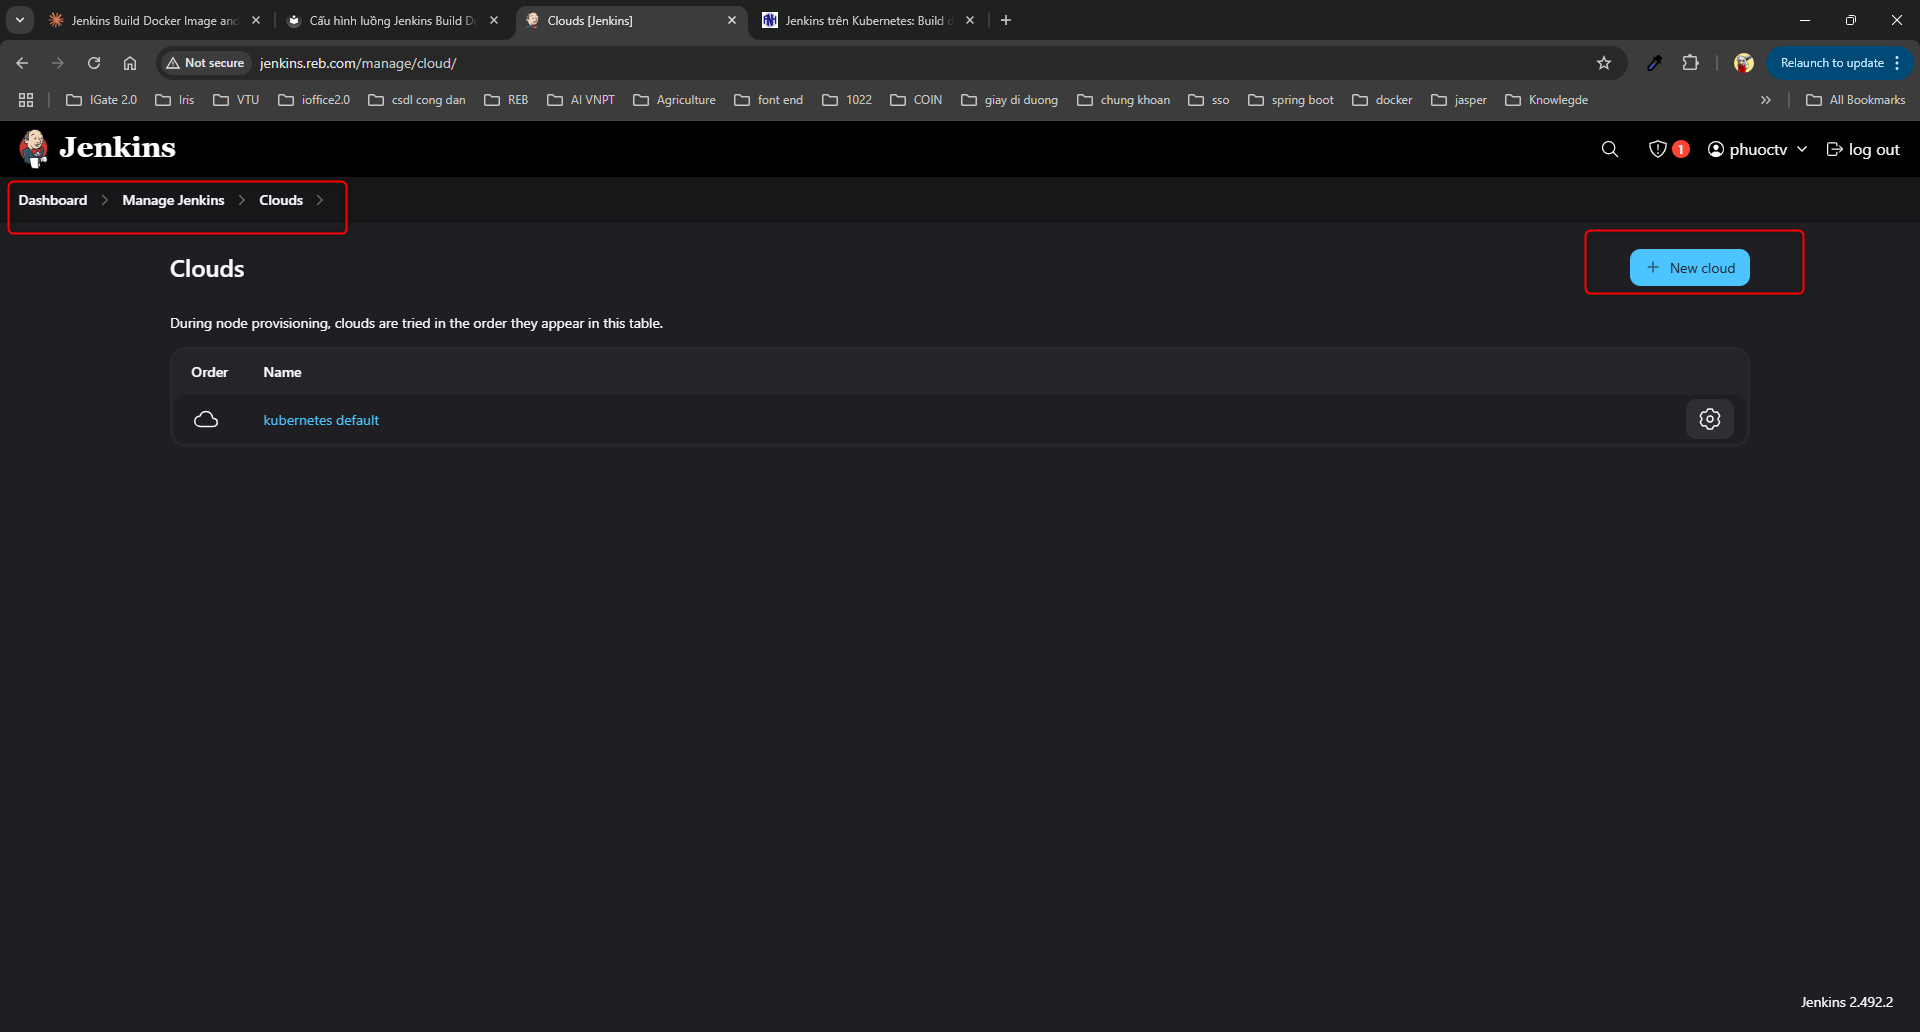 Jenkins Build Docker Image and
Cấu hình luồng Jenkins Build Do
Clouds [Jenkins]
Jenkins trên Kubernetes: Build d
Not secure
jenkins.reb.com/manage/cloud/
Relaunch to update
IGate 2.0
Iris
VTU
ioffice2.0
csdl cong dan
REB
AI VNPT
Agriculture
font end
1022
COIN
giay di duong
chung khoan
sso
spring boot
docker
jasper
Knowlegde
All Bookmarks
Jenkins
1
phuoctv
log out
Dashboard
Manage Jenkins
Clouds
Clouds
+ New cloud
During node provisioning, clouds are tried in the order they appear in this table.
Order
Name
kubernetes default
Jenkins 2.492.2